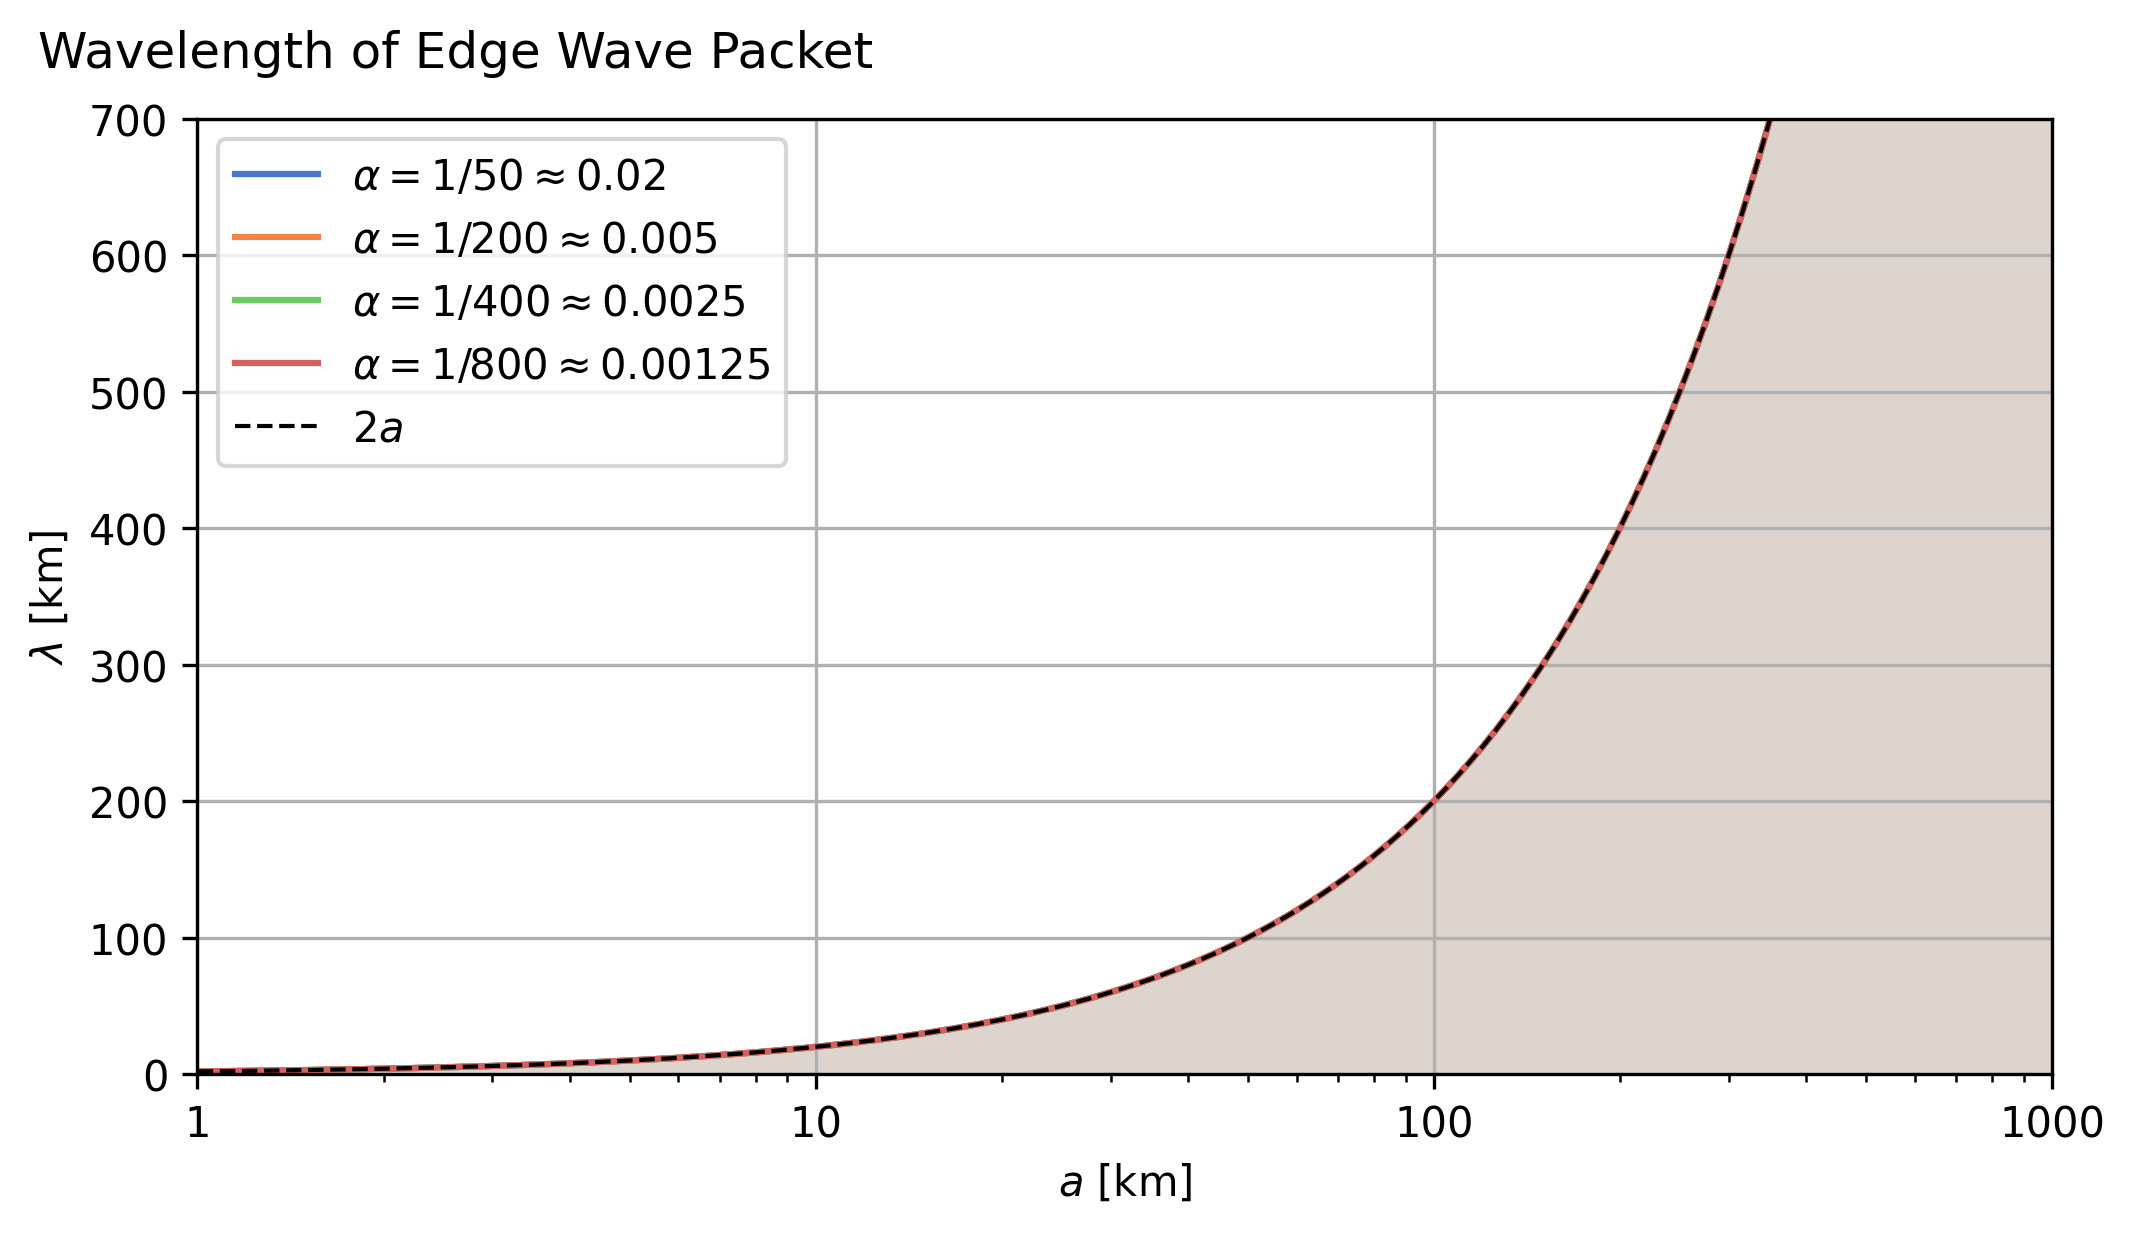 Wavelength of Edge Wave Packet
700
600
500
400
300
200
100
0
λ [km]
α = 1/50 ≈ 0.02
α = 1/200 ≈ 0.005
α = 1/400 ≈ 0.0025
α = 1/800 ≈ 0.00125
2a
1 10 100 1000
a [km]